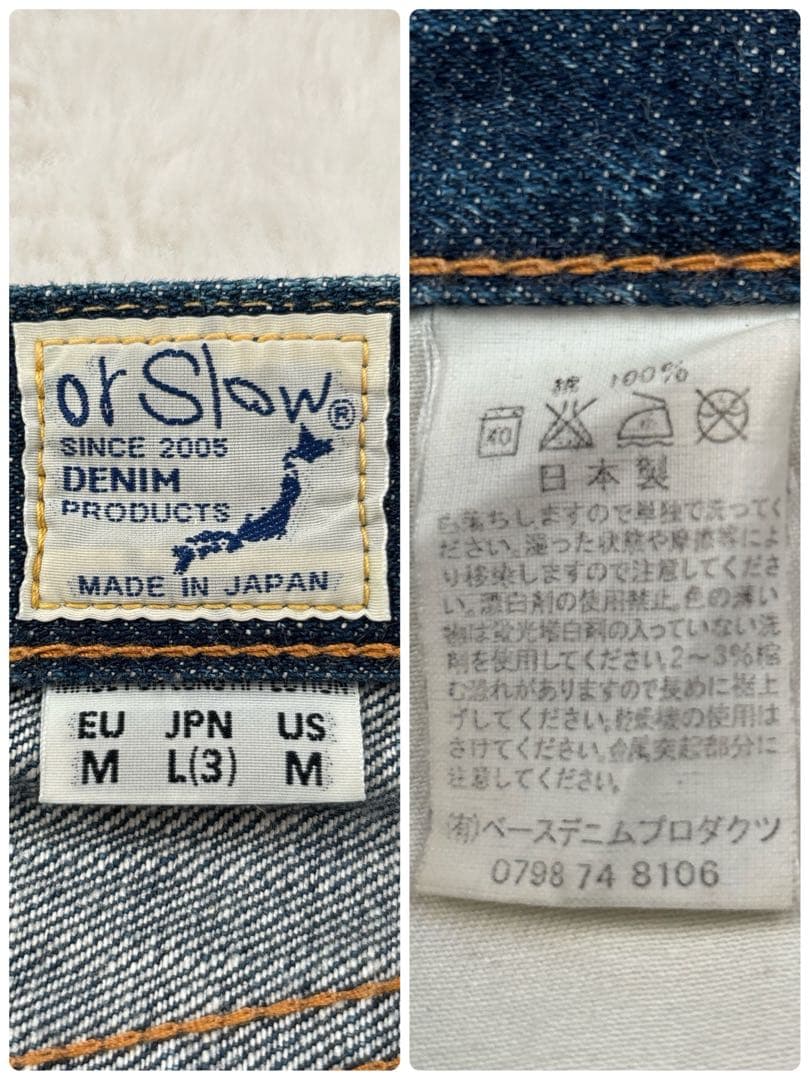 or Slow®
SINCE 2005
DENIM
PRODUCTS
MADE IN JAPAN
EU JPN US
M L(3) M
綿 100%
40
日本製
色落ちしますので単独で洗ってく
ださい。湿った状態や摩擦等によ
り移染しますので注意してくださ
い。漂白剤の使用禁止。色の薄い
物は蛍光増白剤の入っていない洗
剤を使用してください。2〜3%縮
む恐れがありますので長めに裾上
げしてください。乾燥機の使用は
さけてください。金属突起部分に
注意してください。
(有)ベースデニムプロダクツ
0798 74 8106